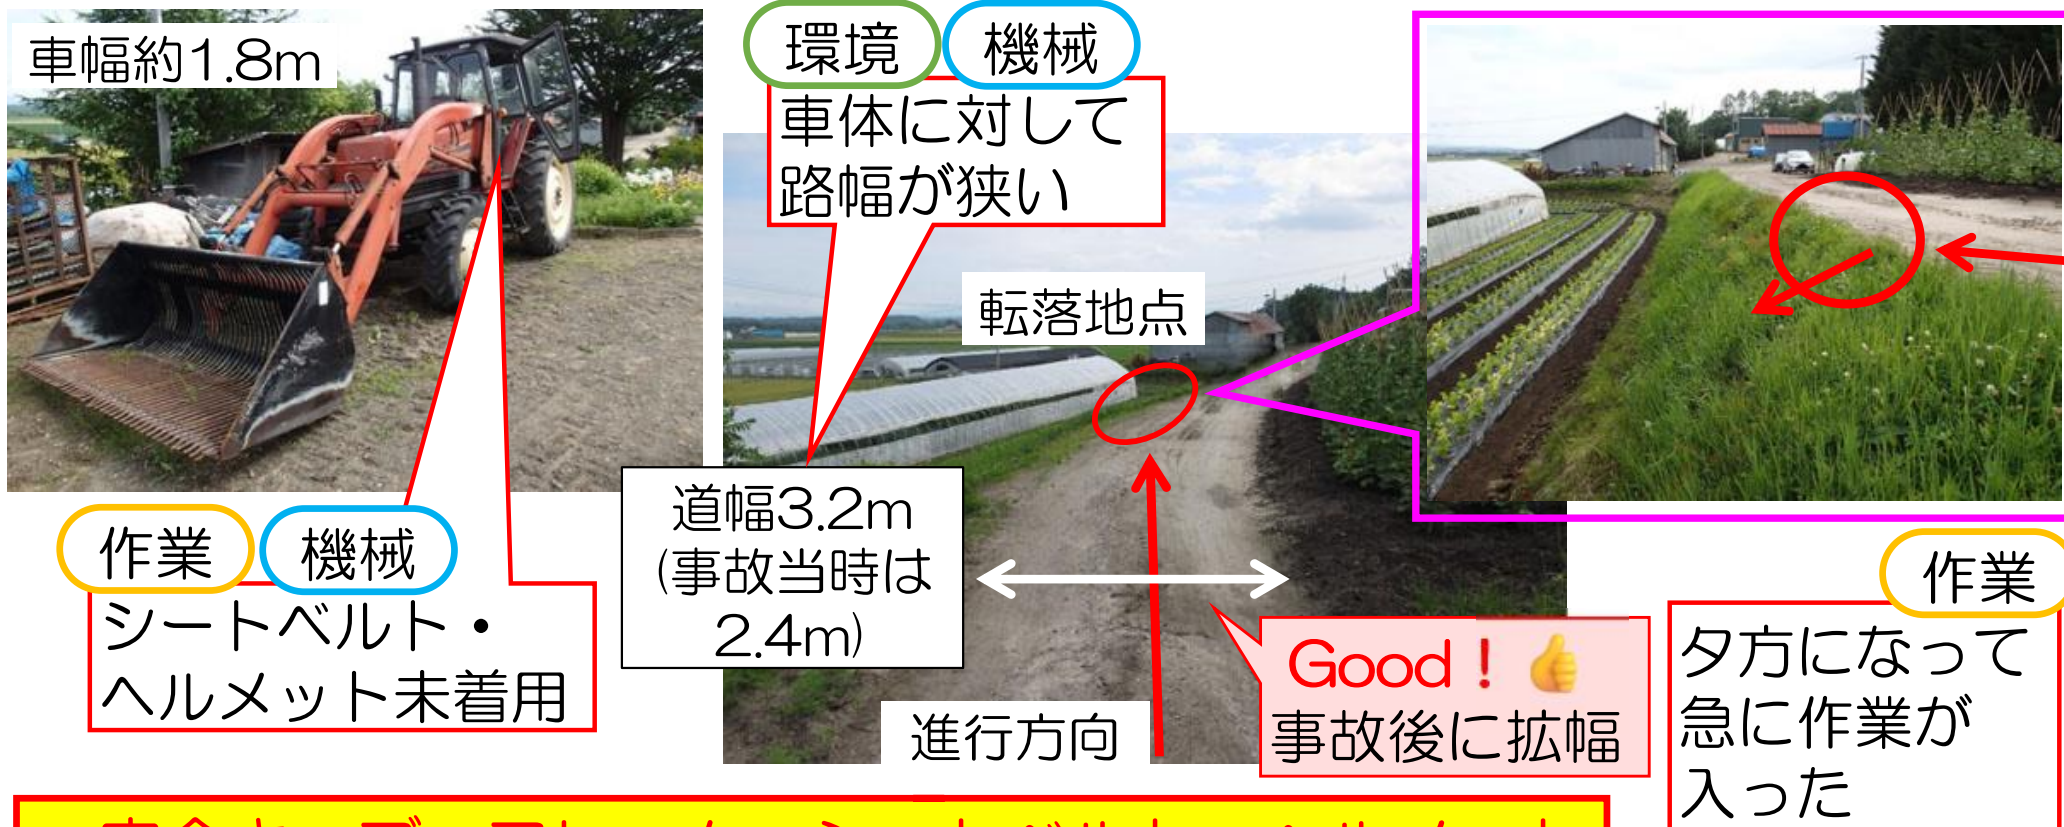 車幅約1.8m
環境
機械
車体に対して
路幅が狭い
転落地点
作業
機械
シートベルト・
ヘルメット未着用
道幅3.2m
(事故当時は
2.4m)
進行方向
Good！👍
事故後に拡幅
作業
夕方になって
急に作業が
入った